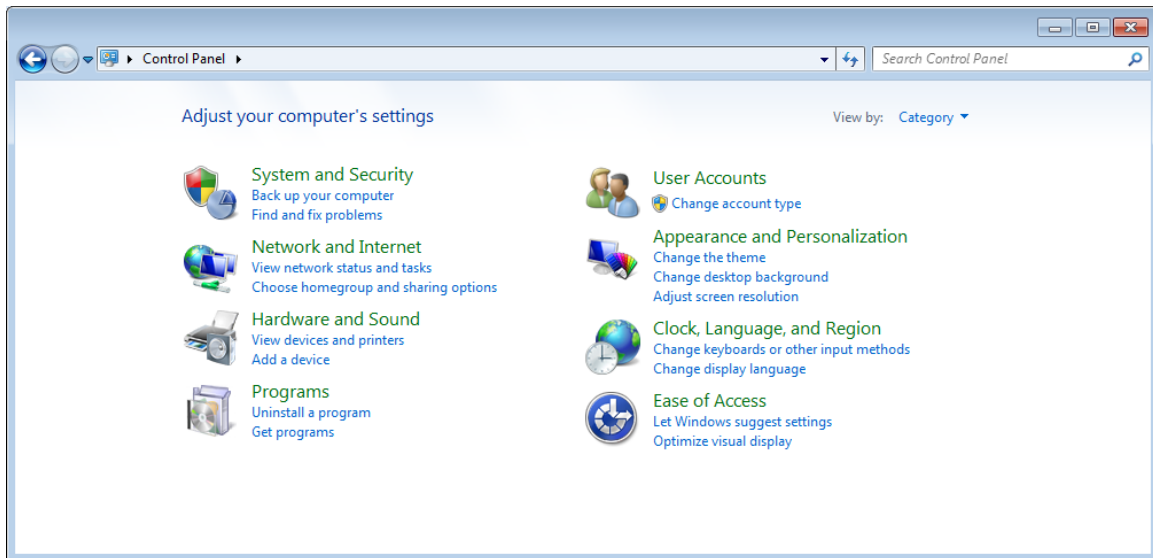 Control Panel
Search Control Panel
Adjust your computer's settings
View by: Category
System and Security
Back up your computer
Find and fix problems
Network and Internet
View network status and tasks
Choose homegroup and sharing options
Hardware and Sound
View devices and printers
Add a device
Programs
Uninstall a program
Get programs
User Accounts
Change account type
Appearance and Personalization
Change the theme
Change desktop background
Adjust screen resolution
Clock, Language, and Region
Change keyboards or other input methods
Change display language
Ease of Access
Let Windows suggest settings
Optimize visual display